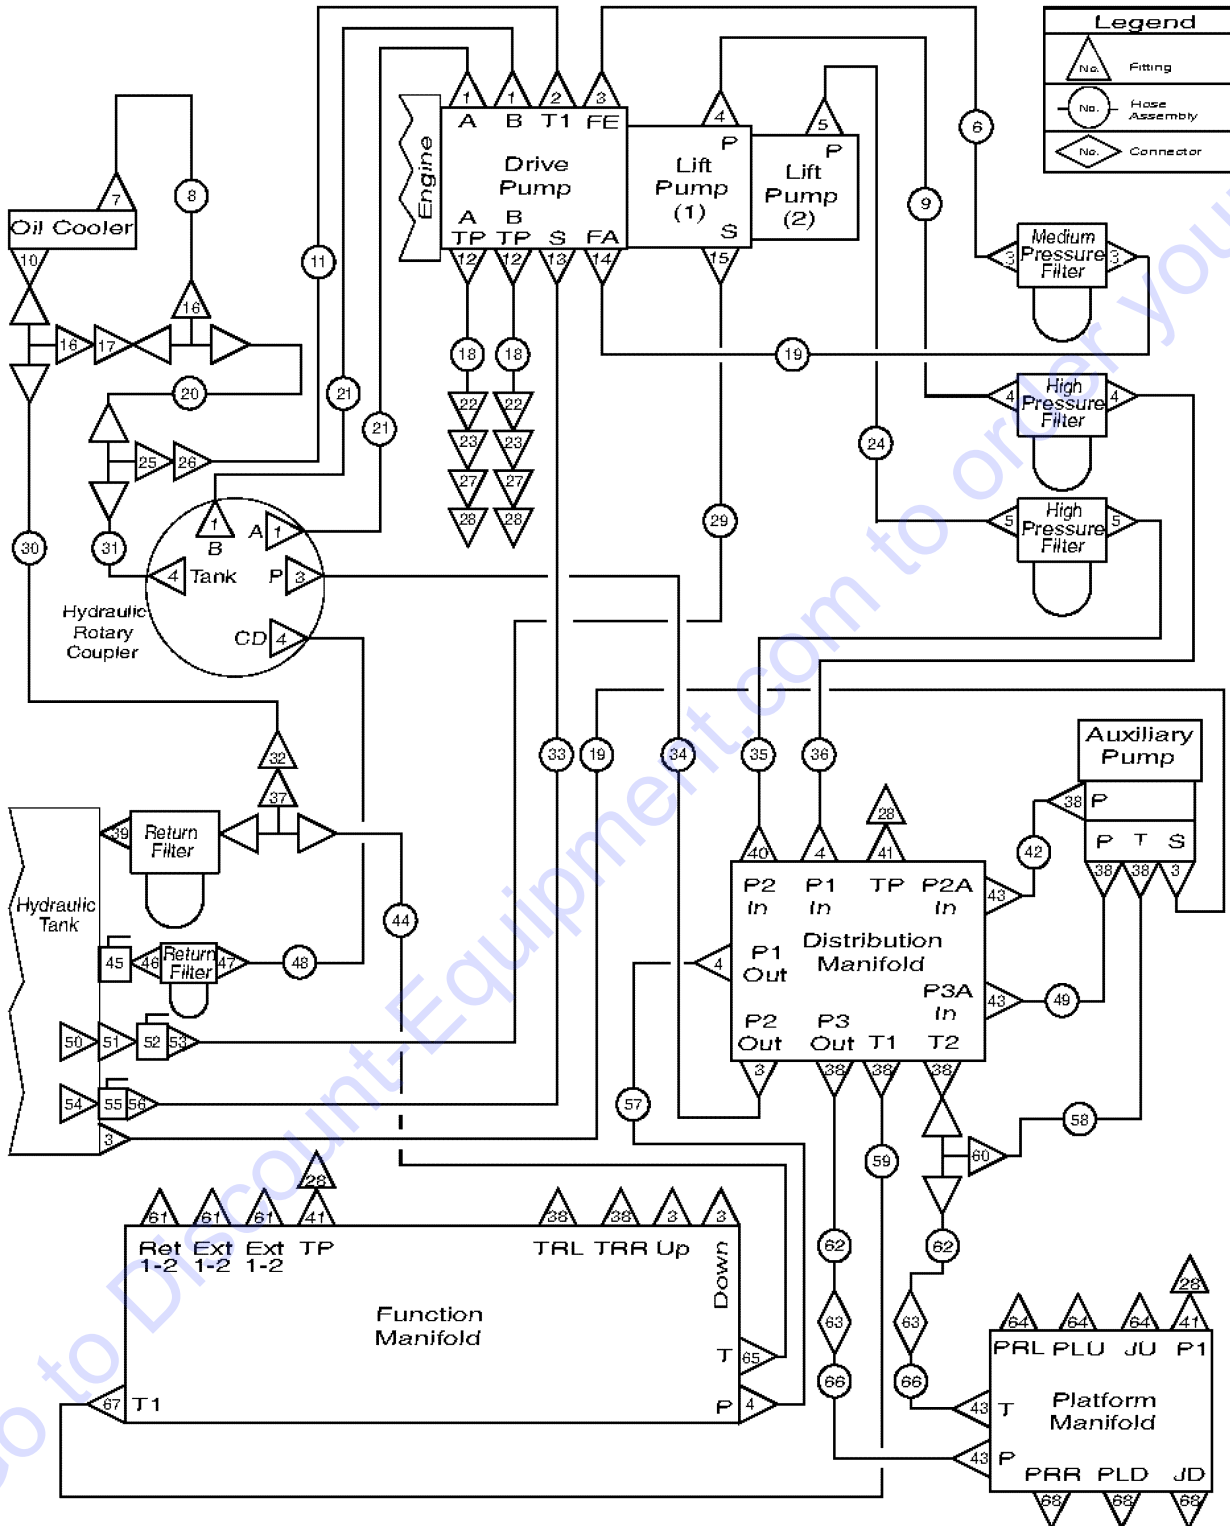 Legend
No. Fitting
No. Hose
Assembly
No. Connector
1 1 2 3
A B T1 FE
Engine
Drive
Pump
A B
TP TP S FA
12 12 13 14
4
P
Lift
Pump
(1)
S
15
5
P
Lift
Pump
(2)
6
7
8
9
Oil Cooler
10
11
16
16 17
18 18
19
20
21
21
22 22
23 23
27 27
28 28
24
25 26
29
3 Medium
Pressure
Filter 3
4 High
Pressure
Filter 4
5 High
Pressure
Filter 5
30
31
1
B
A 1
4 Tank
P 3
CD 4
Hydraulic
Rotary
Coupler
32
37
33
19
34
35
36
Auxiliary
Pump
38 P
P T S
38 38 3
39 Return
Filter
Hydraulic
Tank
45 46 Return
Filter 47
48
44
50 51 52 53
54 55 56
3
40 4 41
28
42
P2
In
P1
In
TP
P2A
In
43
4 P1
Out
Distribution
Manifold
P3A
In
43
49
P2
Out
P3
Out
T1 T2
3 38 38 38
57
58
59
60
61 61 61 41
28
38 38 3 3
Ret
1-2
Ext
1-2
Ext
1-2
TP
TRL TRR Up
Down
Function
Manifold
T 65
P 4
67 T1
62 62
63 63
66 66
28
64 64 64 41
PRL PLU JU P1
43 T
Platform
Manifold
43 P
PRR PLD JD
68 68 68
Go to Discount-Equipment.com to order you